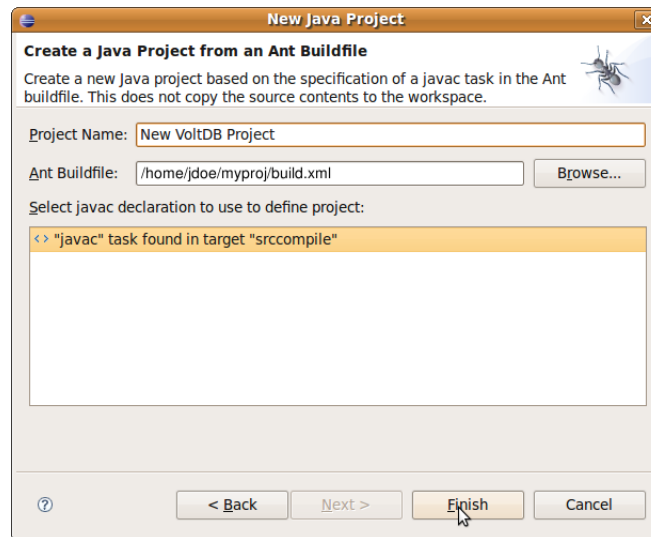 New Java Project
Create a Java Project from an Ant Buildfile
Create a new Java project based on the specification of a javac task in the Ant
buildfile. This does not copy the source contents to the workspace.
Project Name: New VoltDB Project
Ant Buildfile: /home/jdoe/myproj/build.xml Browse...
Select javac declaration to use to define project:
<> "javac" task found in target "srccompile"
? < Back Next > Finish Cancel